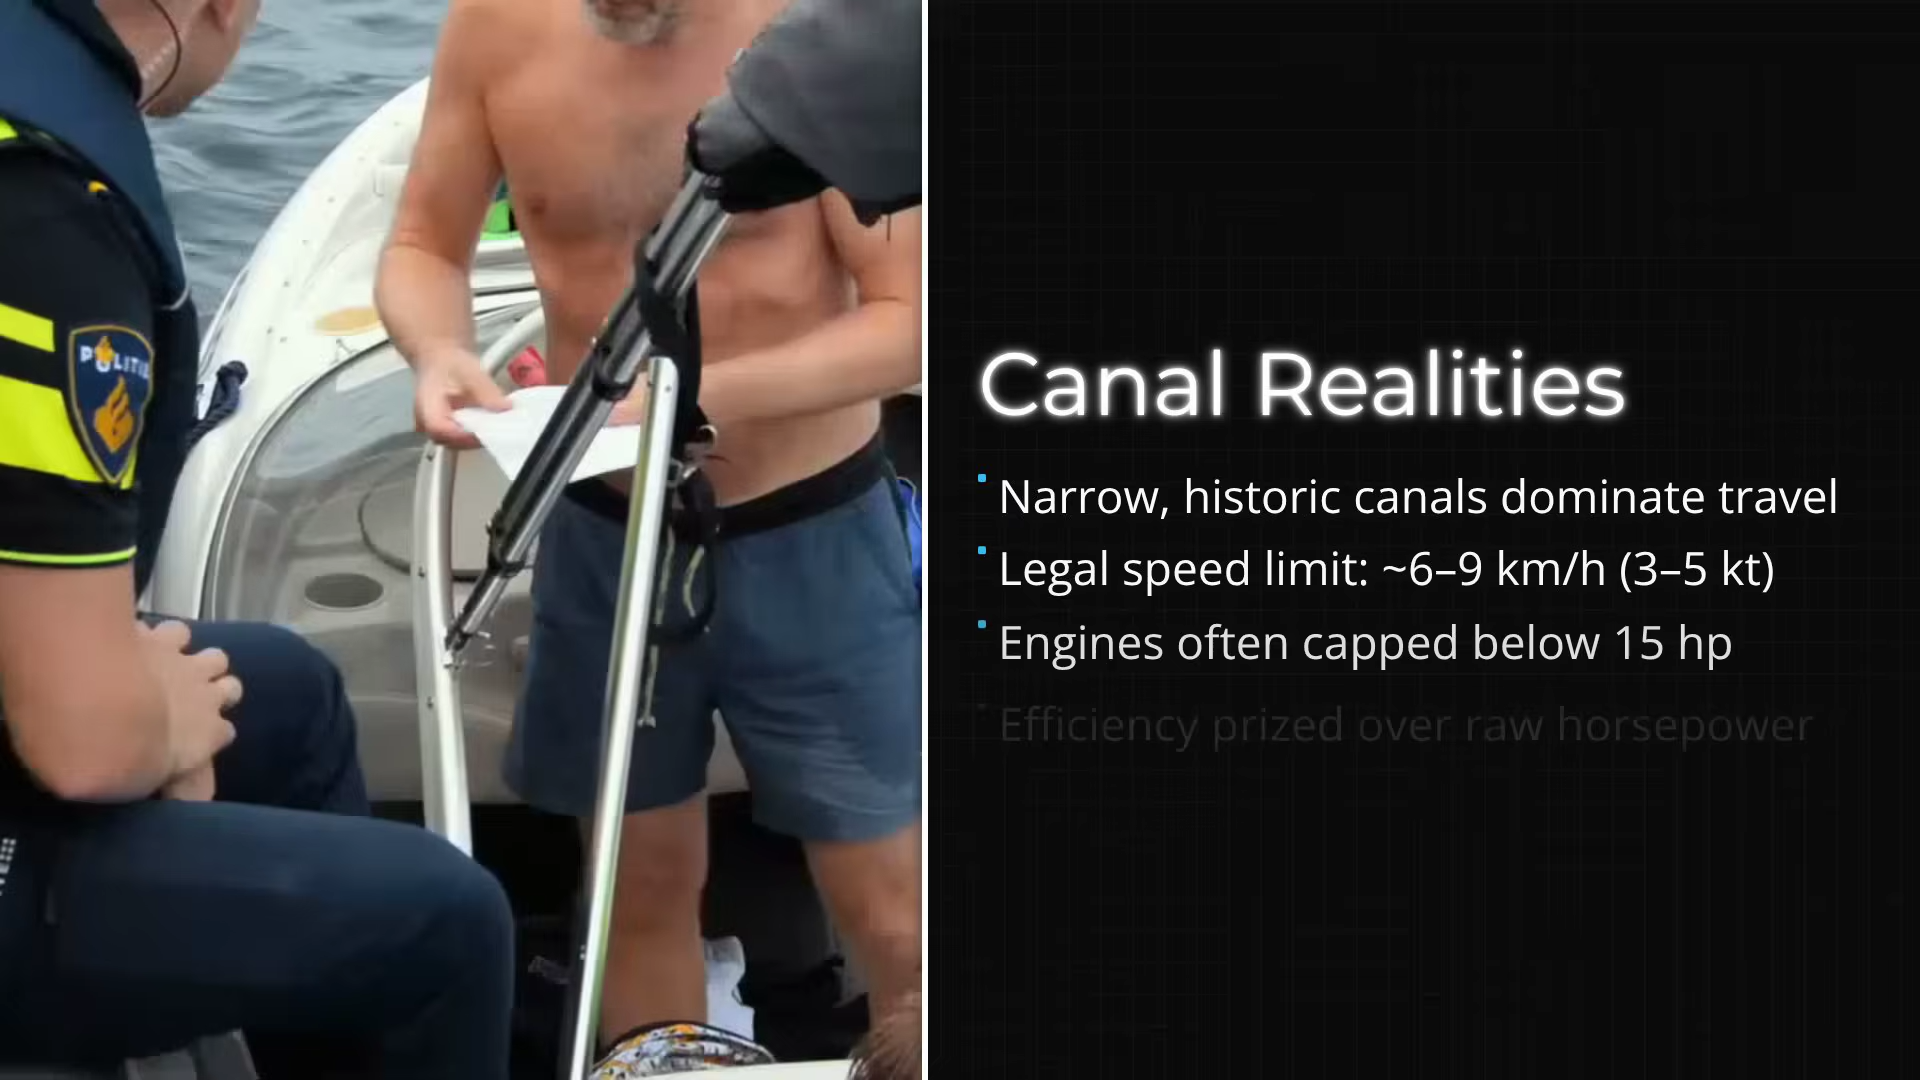 POLITIE
Canal Realities
Narrow, historic canals dominate travel
Legal speed limit: ~6–9 km/h (3–5 kt)
Engines often capped below 15 hp
Efficiency prized over raw horsepower